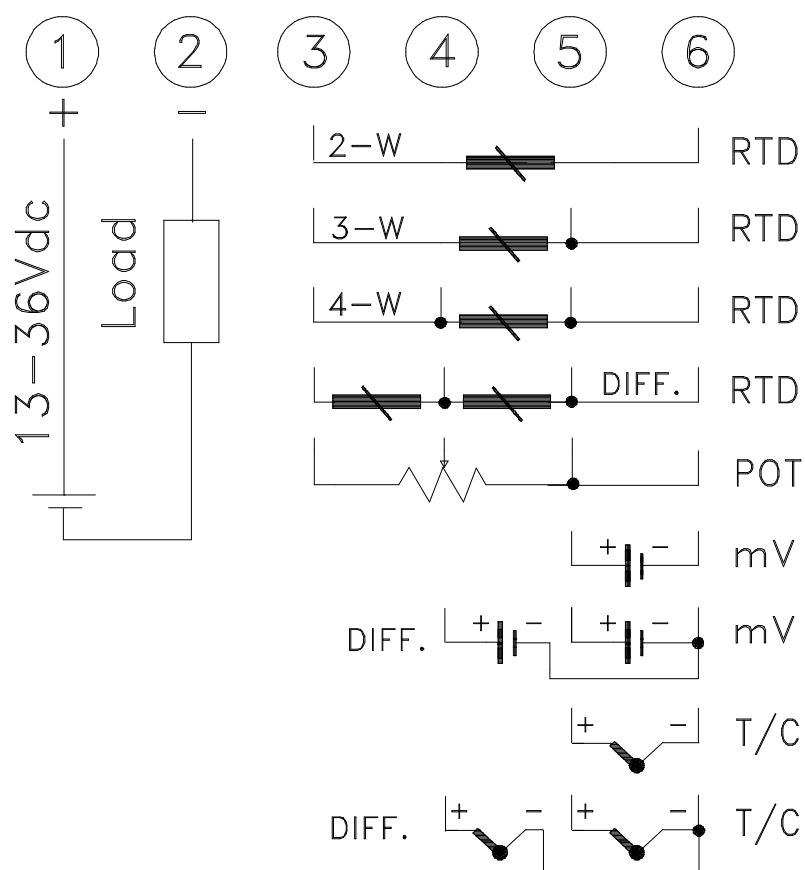 1 2 3 4 5 6
+ −
13-36Vdc
Load
2-W RTD
3-W RTD
4-W RTD
DIFF. RTD
POT
+ − mV
DIFF. + − + − mV
+ − T/C
DIFF. + − + − T/C